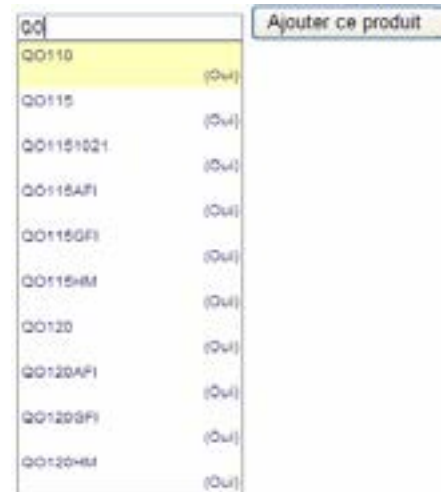 QO
Ajouter ce produit
QO110
(Oui)
QO115
(Oui)
QO1151021
(Oui)
QO115AFI
(Oui)
QO115GFI
(Oui)
QO115HM
(Oui)
QO120
(Oui)
QO120AFI
(Oui)
QO120GFI
(Oui)
QO120HM
(Oui)